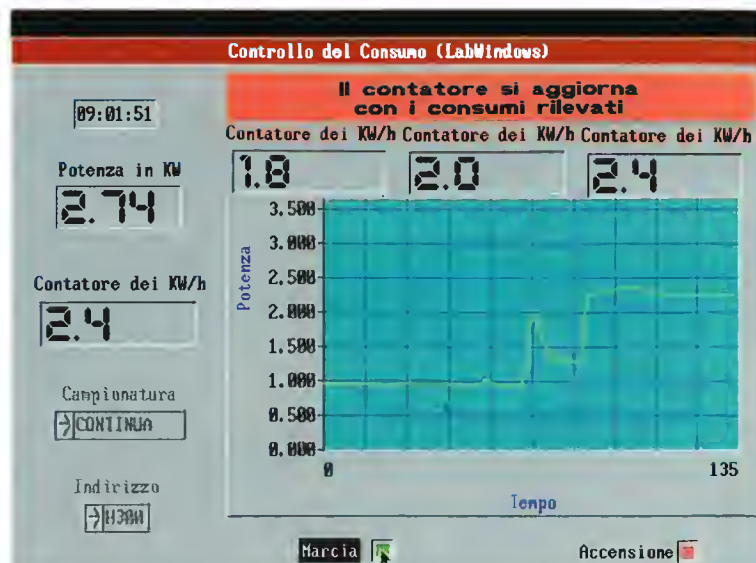 Controllo del Consumo (LabWindows)
09:01:51
Il contatore si aggiorna
con i consumi rilevati
Contatore dei KW/h Contatore dei KW/h Contatore dei KW/h
1.8 2.0 2.4
Potenza in KW
2.74
Contatore dei KW/h
2.4
Campionatura
CONTINUA
Indirizzo
H300
Potenza
3.500
3.000
2.500
2.000
1.500
1.000
0.500
0.000
0 135
Tempo
Marcia Accensione